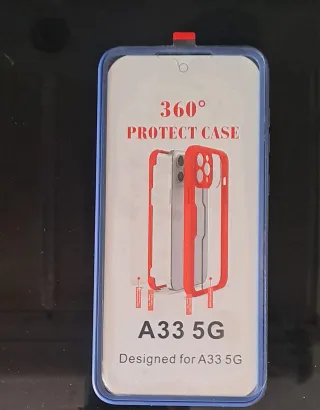 360°
PROTECT CASE
A33 5G
Designed for A33 5G